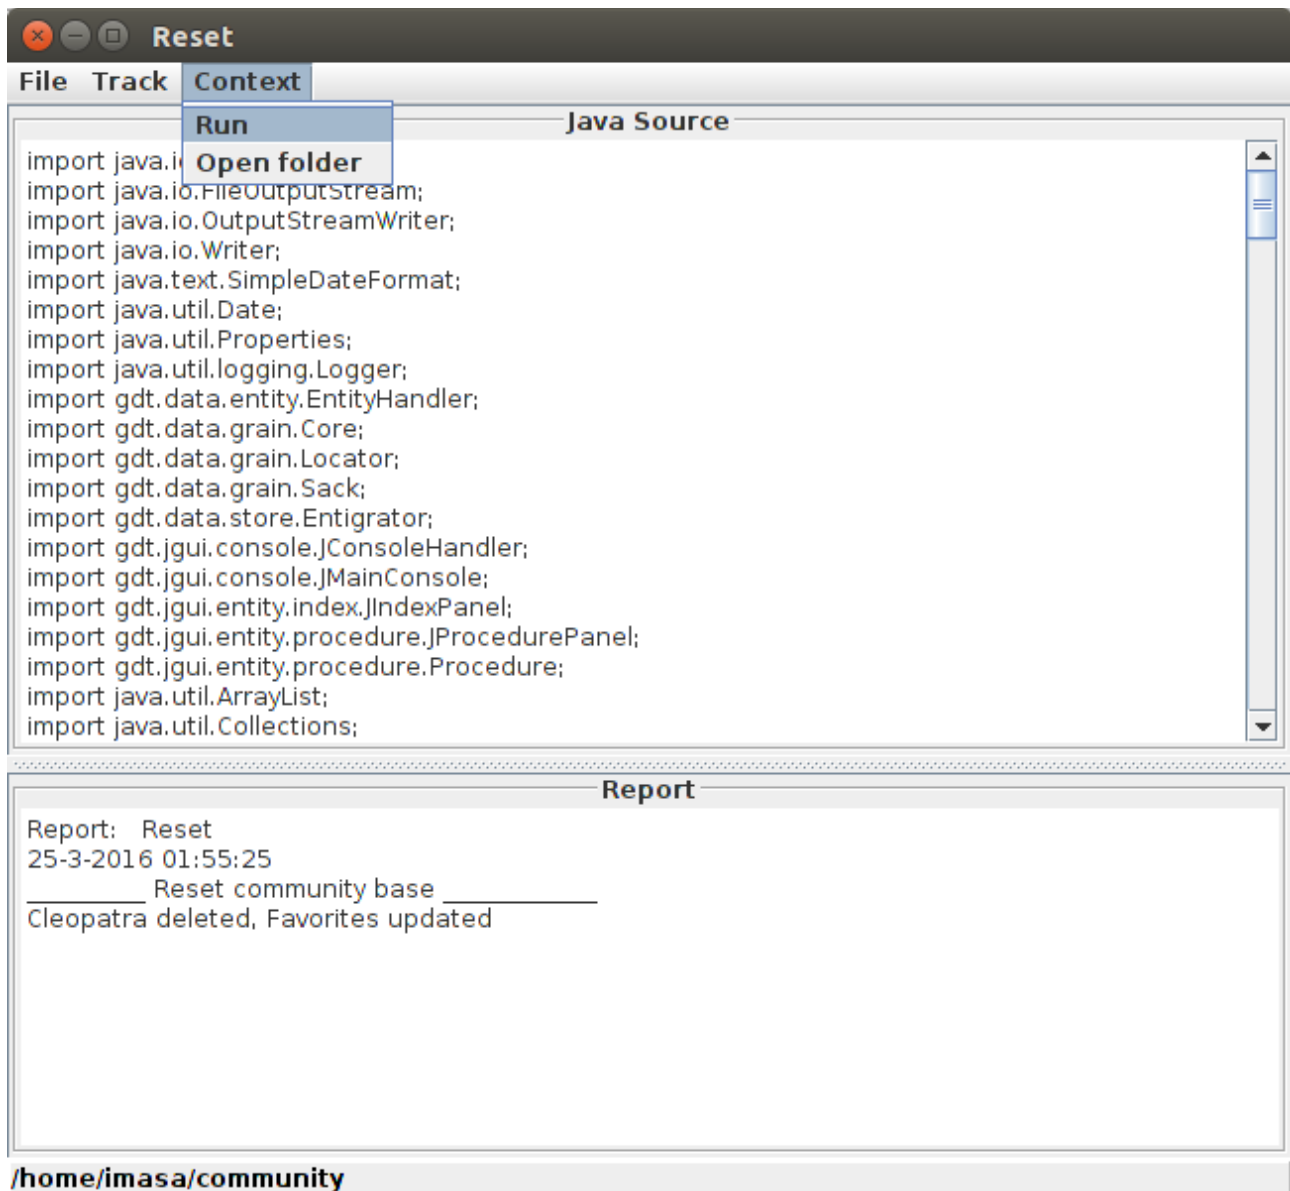 Reset
File Track Context
Run
Open folder
Java Source
import java.i
import java.io.FileOutputStream;
import java.io.OutputStreamWriter;
import java.io.Writer;
import java.text.SimpleDateFormat;
import java.util.Date;
import java.util.Properties;
import java.util.logging.Logger;
import gdt.data.entity.EntityHandler;
import gdt.data.grain.Core;
import gdt.data.grain.Locator;
import gdt.data.grain.Sack;
import gdt.data.store.Entigrator;
import gdt.jgui.console.JConsoleHandler;
import gdt.jgui.console.JMainConsole;
import gdt.jgui.entity.index.JIndexPanel;
import gdt.jgui.entity.procedure.JProcedurePanel;
import gdt.jgui.entity.procedure.Procedure;
import java.util.ArrayList;
import java.util.Collections;
Report
Report: Reset
25-3-2016 01:55:25
_________ Reset community base ____________
Cleopatra deleted, Favorites updated
/home/imasa/community